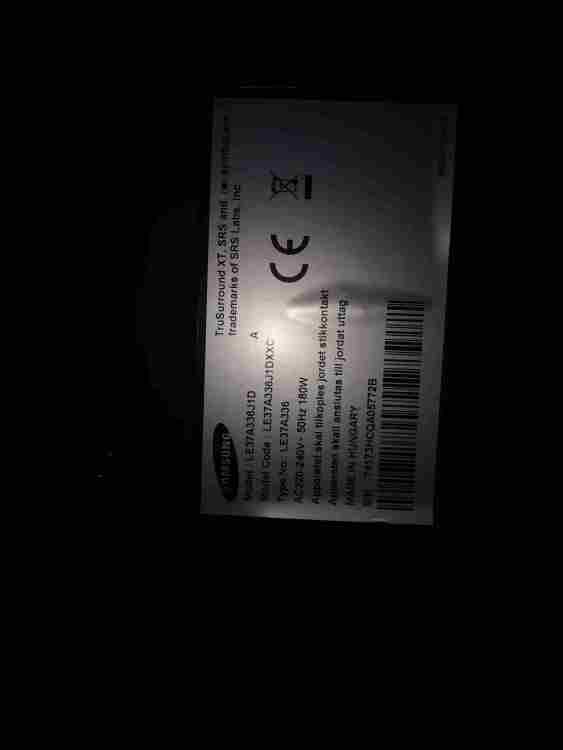 SAMSUNG
TruSurround XT, SRS and
trademarks of SRS Labs, Inc
Model : LE37A336J1D
A
Model Code : LE37A336J1DXXC
Type No: LE37A336
AC220-240V~ 50Hz 180W
Apparatet skal tilkoples jordet stikkontakt
Apparaten skall anslutas till jordat uttag
MADE IN HUNGARY